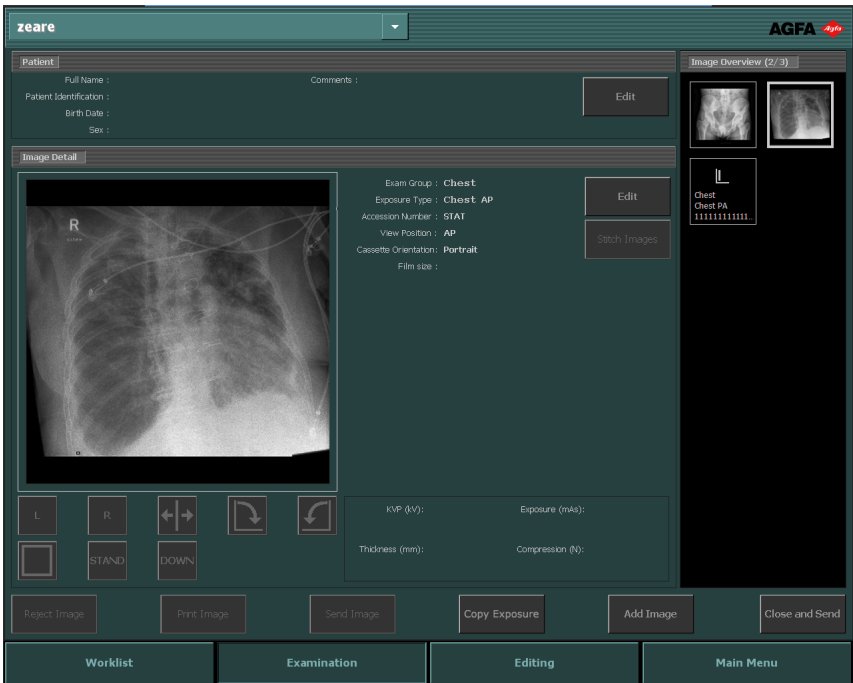 zeare
AGFA
Agfa
Patient
Full Name :
Comments :
Patient Identification :
Birth Date :
Sex :
Edit
Image Overview (2/3)
Chest
Chest PA
111111111111..
Image Detail
R
Exam Group : Chest
Exposure Type : Chest AP
Accession Number : STAT
View Position : AP
Cassette Orientation: Portrait
Film size :
Edit
Stitch Images
L
R
STAND
DOWN
KVP (kV):
Exposure (mAs):
Thickness (mm):
Compression (N):
Reject Image
Print Image
Send Image
Copy Exposure
Add Image
Close and Send
Worklist
Examination
Editing
Main Menu